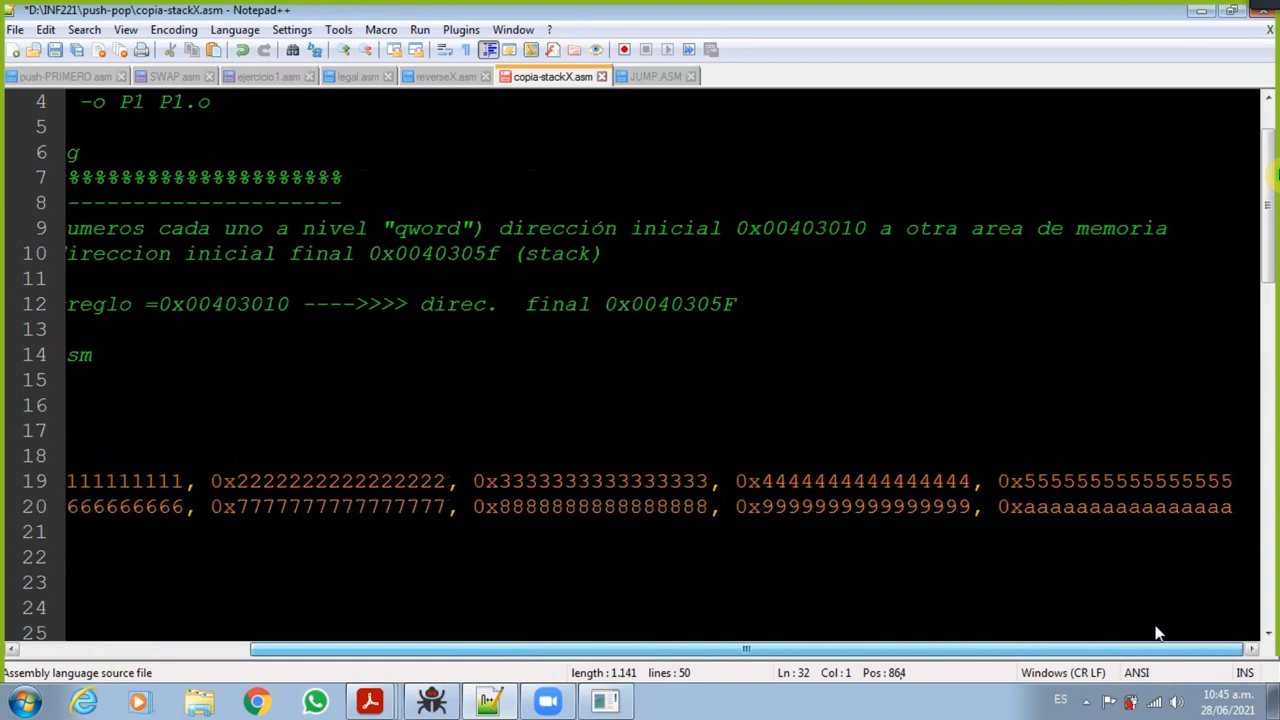 *D:\INF221\push-pop\copia-stackX.asm - Notepad++
File Edit Search View Encoding Language Settings Tools Macro Run Plugins Window ? X
push-PRIMERO.asm SWAP.asm ejercicio1.asm legal.asm reverseX.asm copia-stackX.asm JUMP.ASM
4 -o P1 P1.o
5
6 g
7 %%%%%%%%%%%%%%%%%%%%%
8 ---------------------
9 umeros cada uno a nivel "qword") dirección inicial 0x00403010 a otra area de memoria
10 direccion inicial final 0x0040305f (stack)
11
12 reglo =0x00403010 ---->>>> direc. final 0x0040305F
13
14 sm
15
16
17
18
19 111111111, 0x2222222222222222, 0x3333333333333333, 0x4444444444444444, 0x5555555555555555
20 666666666, 0x7777777777777777, 0x8888888888888888, 0x9999999999999999, 0xaaaaaaaaaaaaaaaa
21
22
23
24
25
Assembly language source file length : 1.141 lines : 50 Ln : 32 Col : 1 Pos : 864 Windows (CR LF) ANSI INS
ES 10:45 a.m.
28/06/2021